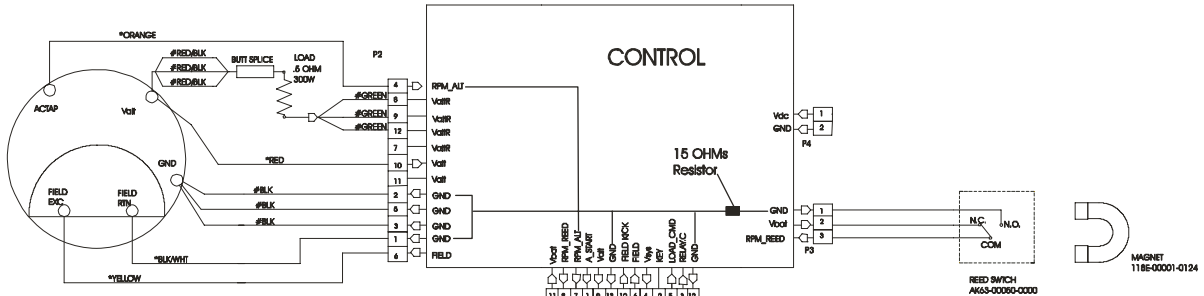 CONTROL
*ORANGE
P2
#RED/BLK
#RED/BLK
#RED/BLK
BUTT SPLICE
LOAD
.5 OHM
300W
ACTAP
Valt
GND
FIELD
EXC
FIELD
RTN
#GREEN
#GREEN
#GREEN
*RED
#BLK
#BLK
#BLK
*BLK/WHT
*YELLOW
4 RPM_ALT
8 ValtR
9 ValtR
12 ValtR
7 ValtR
10 Valt
11 Valt
2 GND
5 GND
3 GND
1 GND
6 FIELD
15 OHMs
Resistor
Vdc 1
GND 2
P4
GND 1
Vbat 2
RPM_REED 3
P3
N.C.
N.O.
COM
REED SWITCH
AK63-00050-0000
MAGNET
118E-00001-0124
Vbat
RPM_REED
RPM_ALT
A_START
Valt
GND
FIELD KICK
FIELD
Vsys
KEY
LOAD_CMD
RELAY.C
GND